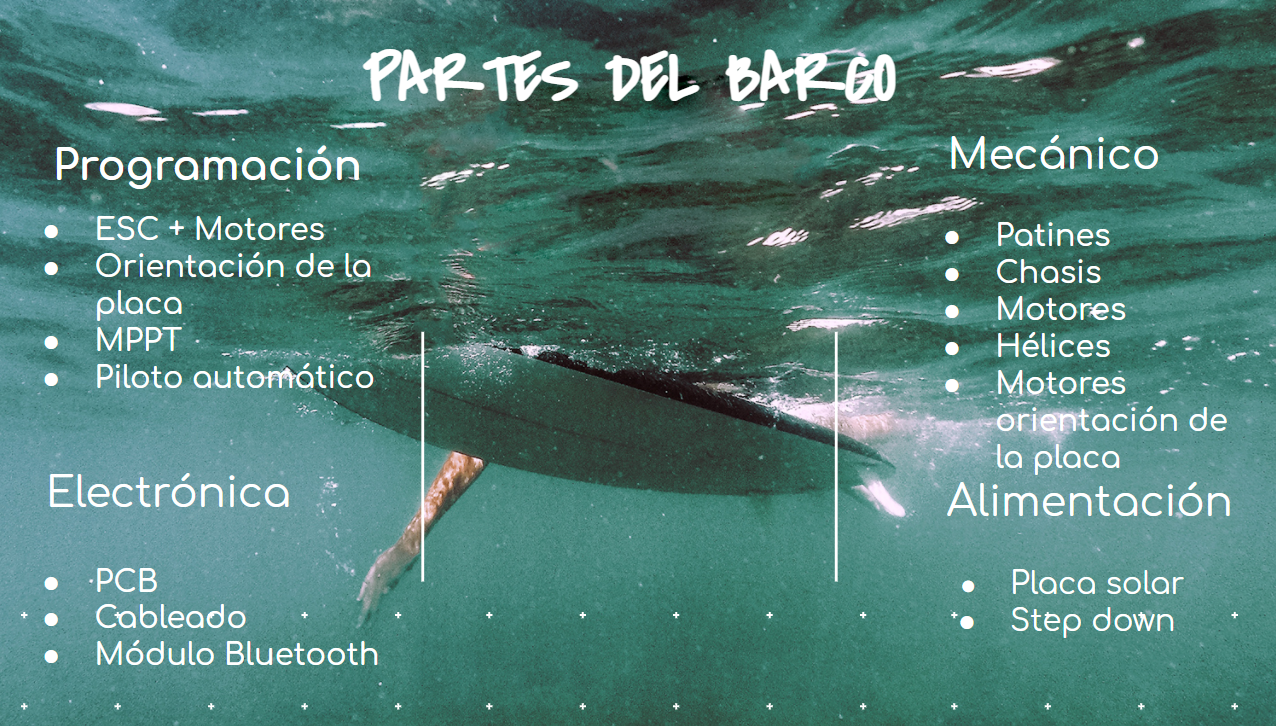 PARTES DEL BARGO
Programación
ESC + Motores
Orientación de la
placa
MPPT
Piloto automático
Electrónica
PCB
Cableado
Módulo Bluetooth
Mecánico
Patines
Chasis
Motores
Hélices
Motores
orientación de
la placa
Alimentación
Placa solar
Step down